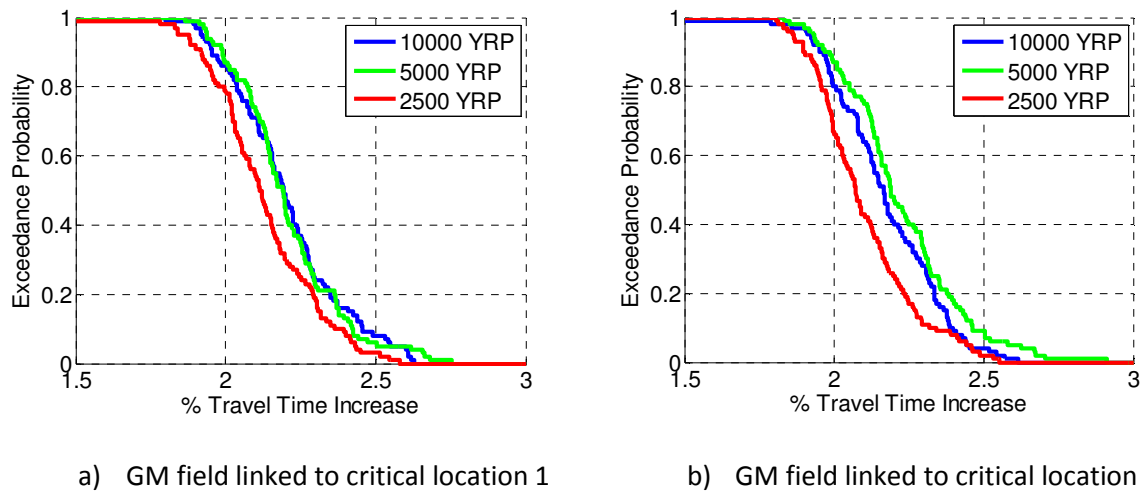 1
0.8
0.6
0.4
0.2
0
Exceedance Probability
1.5
2
2.5
3
% Travel Time Increase
10000 YRP
5000 YRP
2500 YRP
a) GM field linked to critical location 1
1
0.8
0.6
0.4
0.2
0
Exceedance Probability
1.5
2
2.5
3
% Travel Time Increase
10000 YRP
5000 YRP
2500 YRP
b) GM field linked to critical location